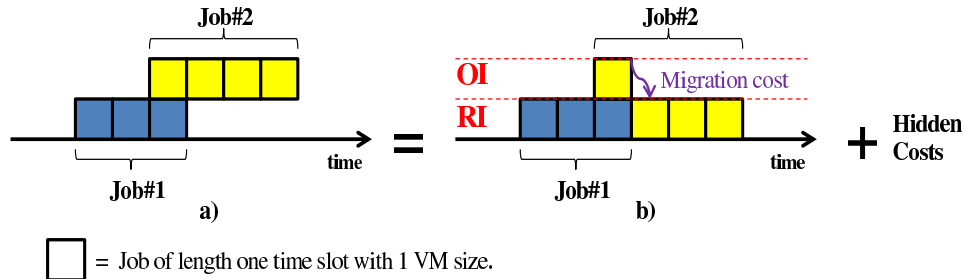 Job#2
Job#1
time
a)
=
Job#2
OI
Migration cost
RI
Job#1
time
b)
+
Hidden
Costs
= Job of length one time slot with 1 VM size.